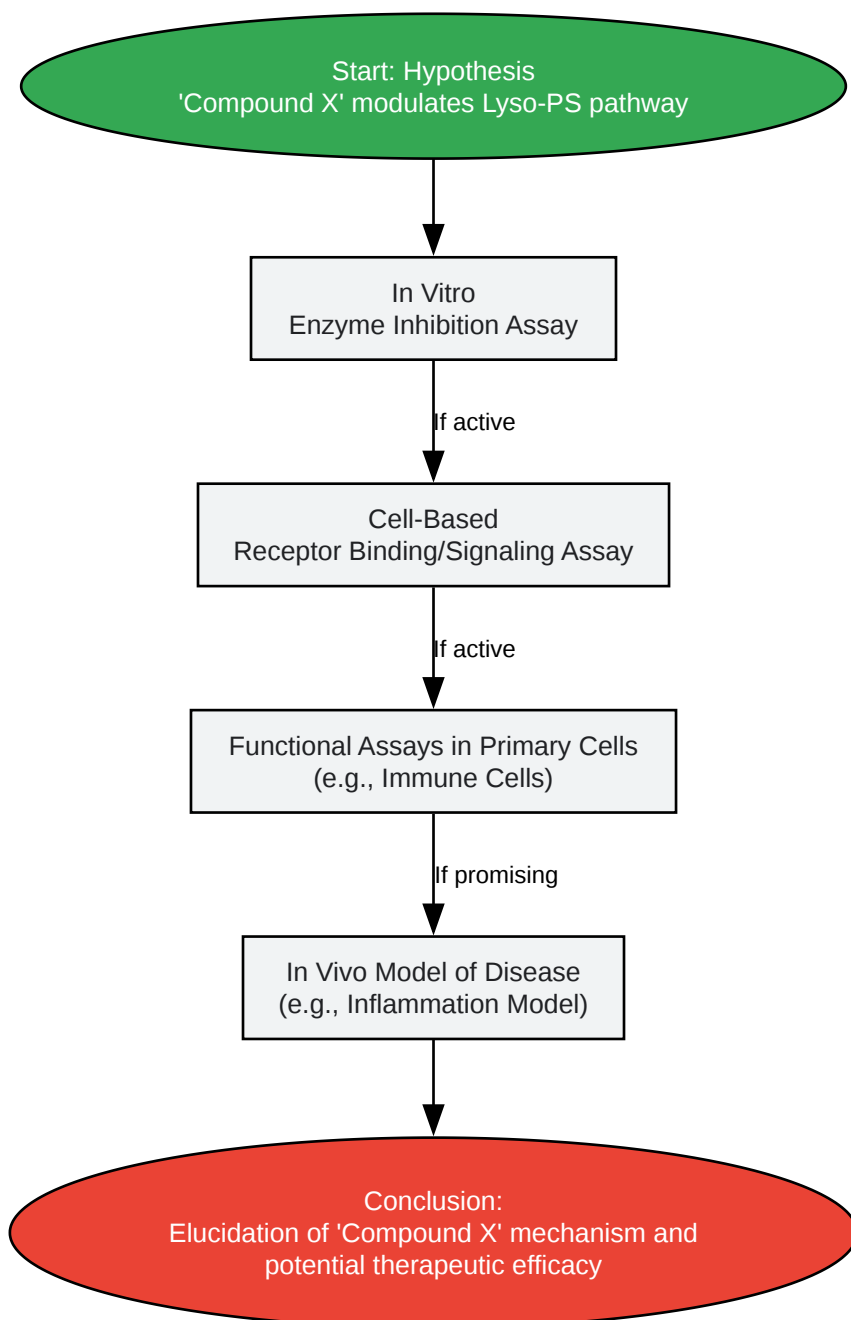 Start: Hypothesis
'Compound X' modulates Lyso-PS pathway
In Vitro
Enzyme Inhibition Assay
If active
Cell-Based
Receptor Binding/Signaling Assay
If active
Functional Assays in Primary Cells
(e.g., Immune Cells)
If promising
In Vivo Model of Disease
(e.g., Inflammation Model)
Conclusion:
Elucidation of 'Compound X' mechanism and
potential therapeutic efficacy